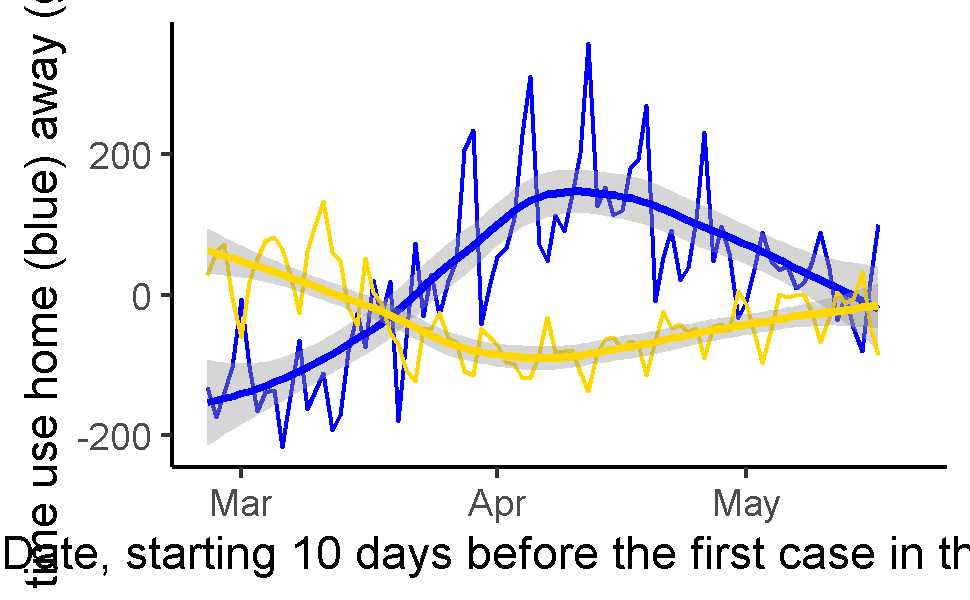 time use home (blue) away (
200
0
-200
Mar Apr May
Date, starting 10 days before the first case in th